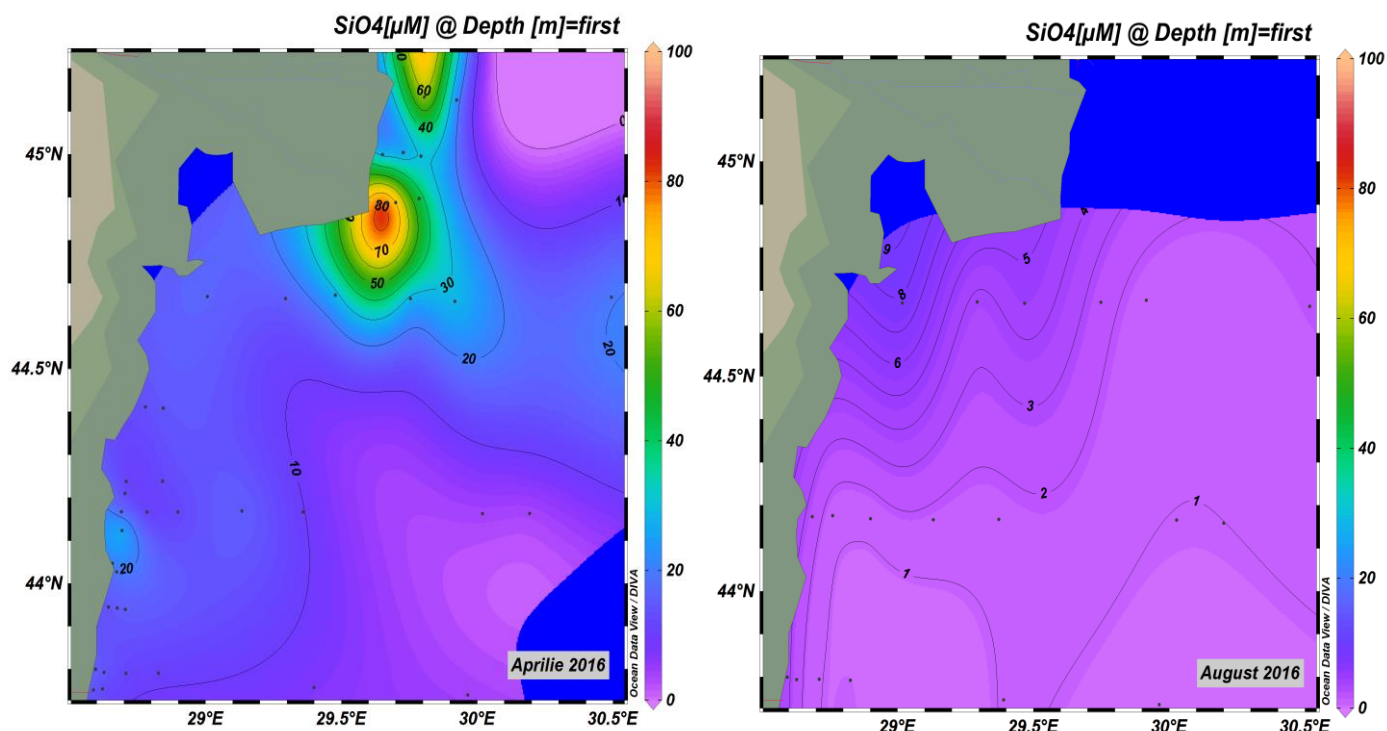 SiO4[µM] @ Depth [m]=first
100
80
60
40
20
0
45°N
44.5°N
44°N
29°E
29.5°E
30°E
30.5°E
60
40
0
10
80
70
50
30
20
20
10
20
Aprilie 2016
Ocean Data View / DIVA
SiO4[µM] @ Depth [m]=first
100
80
60
40
20
0
45°N
44.5°N
44°N
29°E
29.5°E
30°E
30.5°E
9
8
6
5
4
3
2
1
1
August 2016
Ocean Data View / DIVA